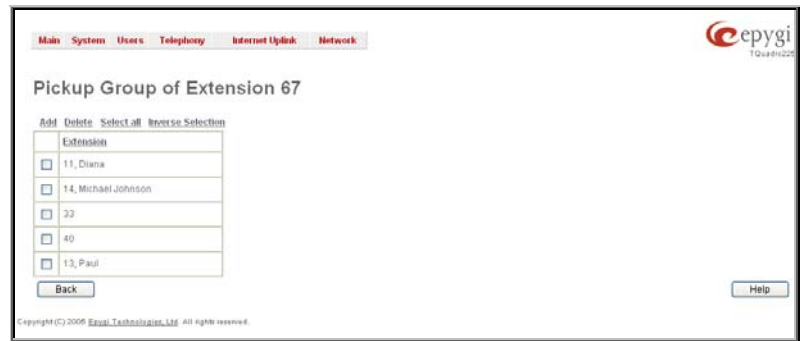 Main System Users Telephony Internet Uplink Network
epygi
TQuadro225
Pickup Group of Extension 67
Add Delete Select all Inverse Selection
Extension
11, Diana
14, Michael Johnson
33
40
13, Paul
Back
Help
Copyright (C) 2006 Epygi Technologies, Ltd. All rights reserved.